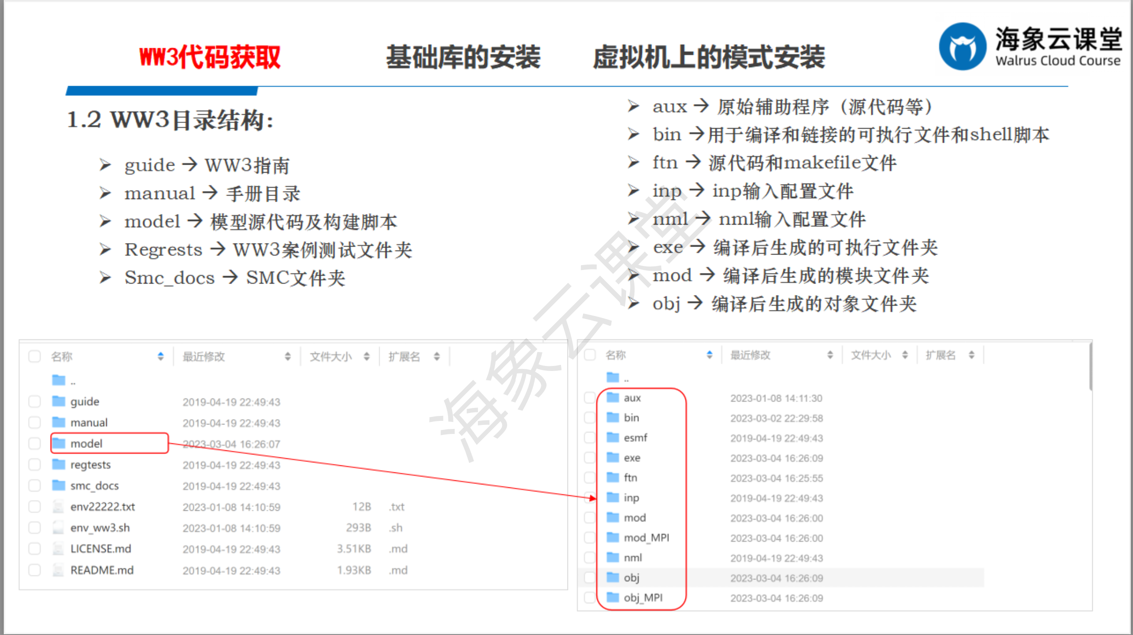 WW3代码获取 基础库的安装 虚拟机上的模式安装
海象云课堂
Walrus Cloud Course
1.2 WW3目录结构:
➢ guide → WW3指南
➢ manual → 手册目录
➢ model → 模型源代码及构建脚本
➢ Regrests → WW3案例测试文件夹
➢ Smc_docs → SMC文件夹
➢ aux → 原始辅助程序（源代码等）
➢ bin →用于编译和链接的可执行文件和shell脚本
➢ ftn → 源代码和makefile文件
➢ inp → inp输入配置文件
➢ nml → nml输入配置文件
➢ exe → 编译后生成的可执行文件夹
➢ mod → 编译后生成的模块文件夹
➢ obj → 编译后生成的对象文件夹
名称 最近修改 文件大小 扩展名
..
guide 2019-04-19 22:49:43
manual 2019-04-19 22:49:43
model 2023-03-04 16:26:07
regtests 2019-04-19 22:49:43
smc_docs 2019-04-19 22:49:43
env22222.txt 2023-01-08 14:10:59 12B .txt
env_ww3.sh 2023-01-08 14:10:59 293B .sh
LICENSE.md 2019-04-19 22:49:43 3.51KB .md
README.md 2019-04-19 22:49:43 1.93KB .md
名称 最近修改 文件大小 扩展名
..
aux 2023-01-08 14:11:30
bin 2023-03-02 22:29:58
esmf 2019-04-19 22:49:43
exe 2023-03-04 16:26:09
ftn 2023-03-04 16:25:55
inp 2019-04-19 22:49:43
mod 2023-03-04 16:26:00
mod_MPI 2023-03-04 16:26:00
nml 2019-04-19 22:49:43
obj 2023-03-04 16:26:09
obj_MPI 2023-03-04 16:26:09
海象云课堂